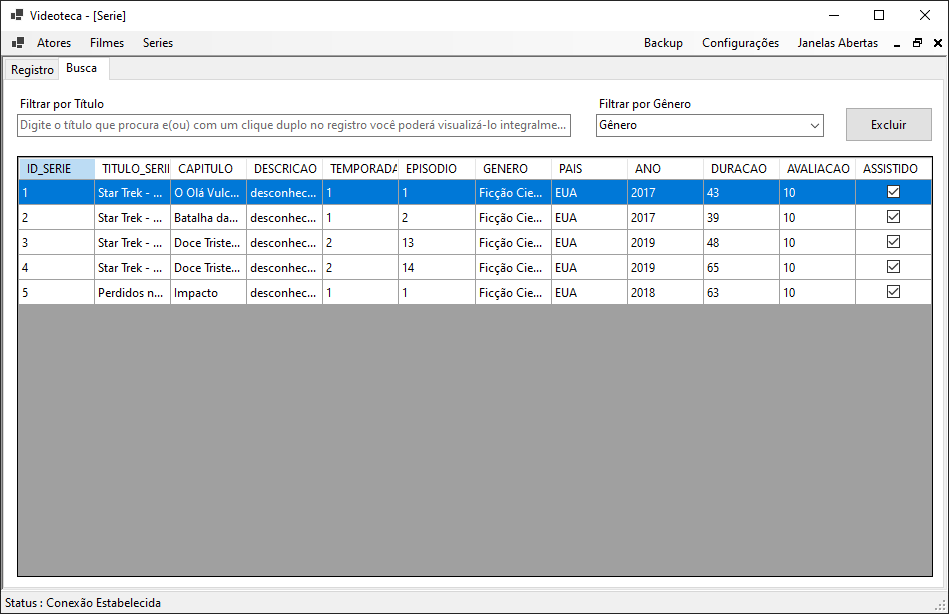 Videoteca - [Serie]
Atores Filmes Series Backup Configurações Janelas Abertas
Registro Busca
Filtrar por Título Filtrar por Gênero
Digite o título que procura e(ou) com um clique duplo no registro você poderá visualizá-lo integralme... Gênero Excluir
ID_SERIE TITULO_SERI CAPITULO DESCRICAO TEMPORADA EPISODIO GENERO PAIS ANO DURACAO AVALIACAO ASSISTIDO
1 Star Trek - ... O Olá Vulc... desconhec... 1 1 Ficção Cie... EUA 2017 43 10
2 Star Trek - ... Batalha da... desconhec... 1 2 Ficção Cie... EUA 2017 39 10
3 Star Trek - ... Doce Triste... desconhec... 2 13 Ficção Cie... EUA 2019 48 10
4 Star Trek - ... Doce Triste... desconhec... 2 14 Ficção Cie... EUA 2019 65 10
5 Perdidos n... Impacto desconhec... 1 1 Ficção Cie... EUA 2018 63 10
Status : Conexão Estabelecida